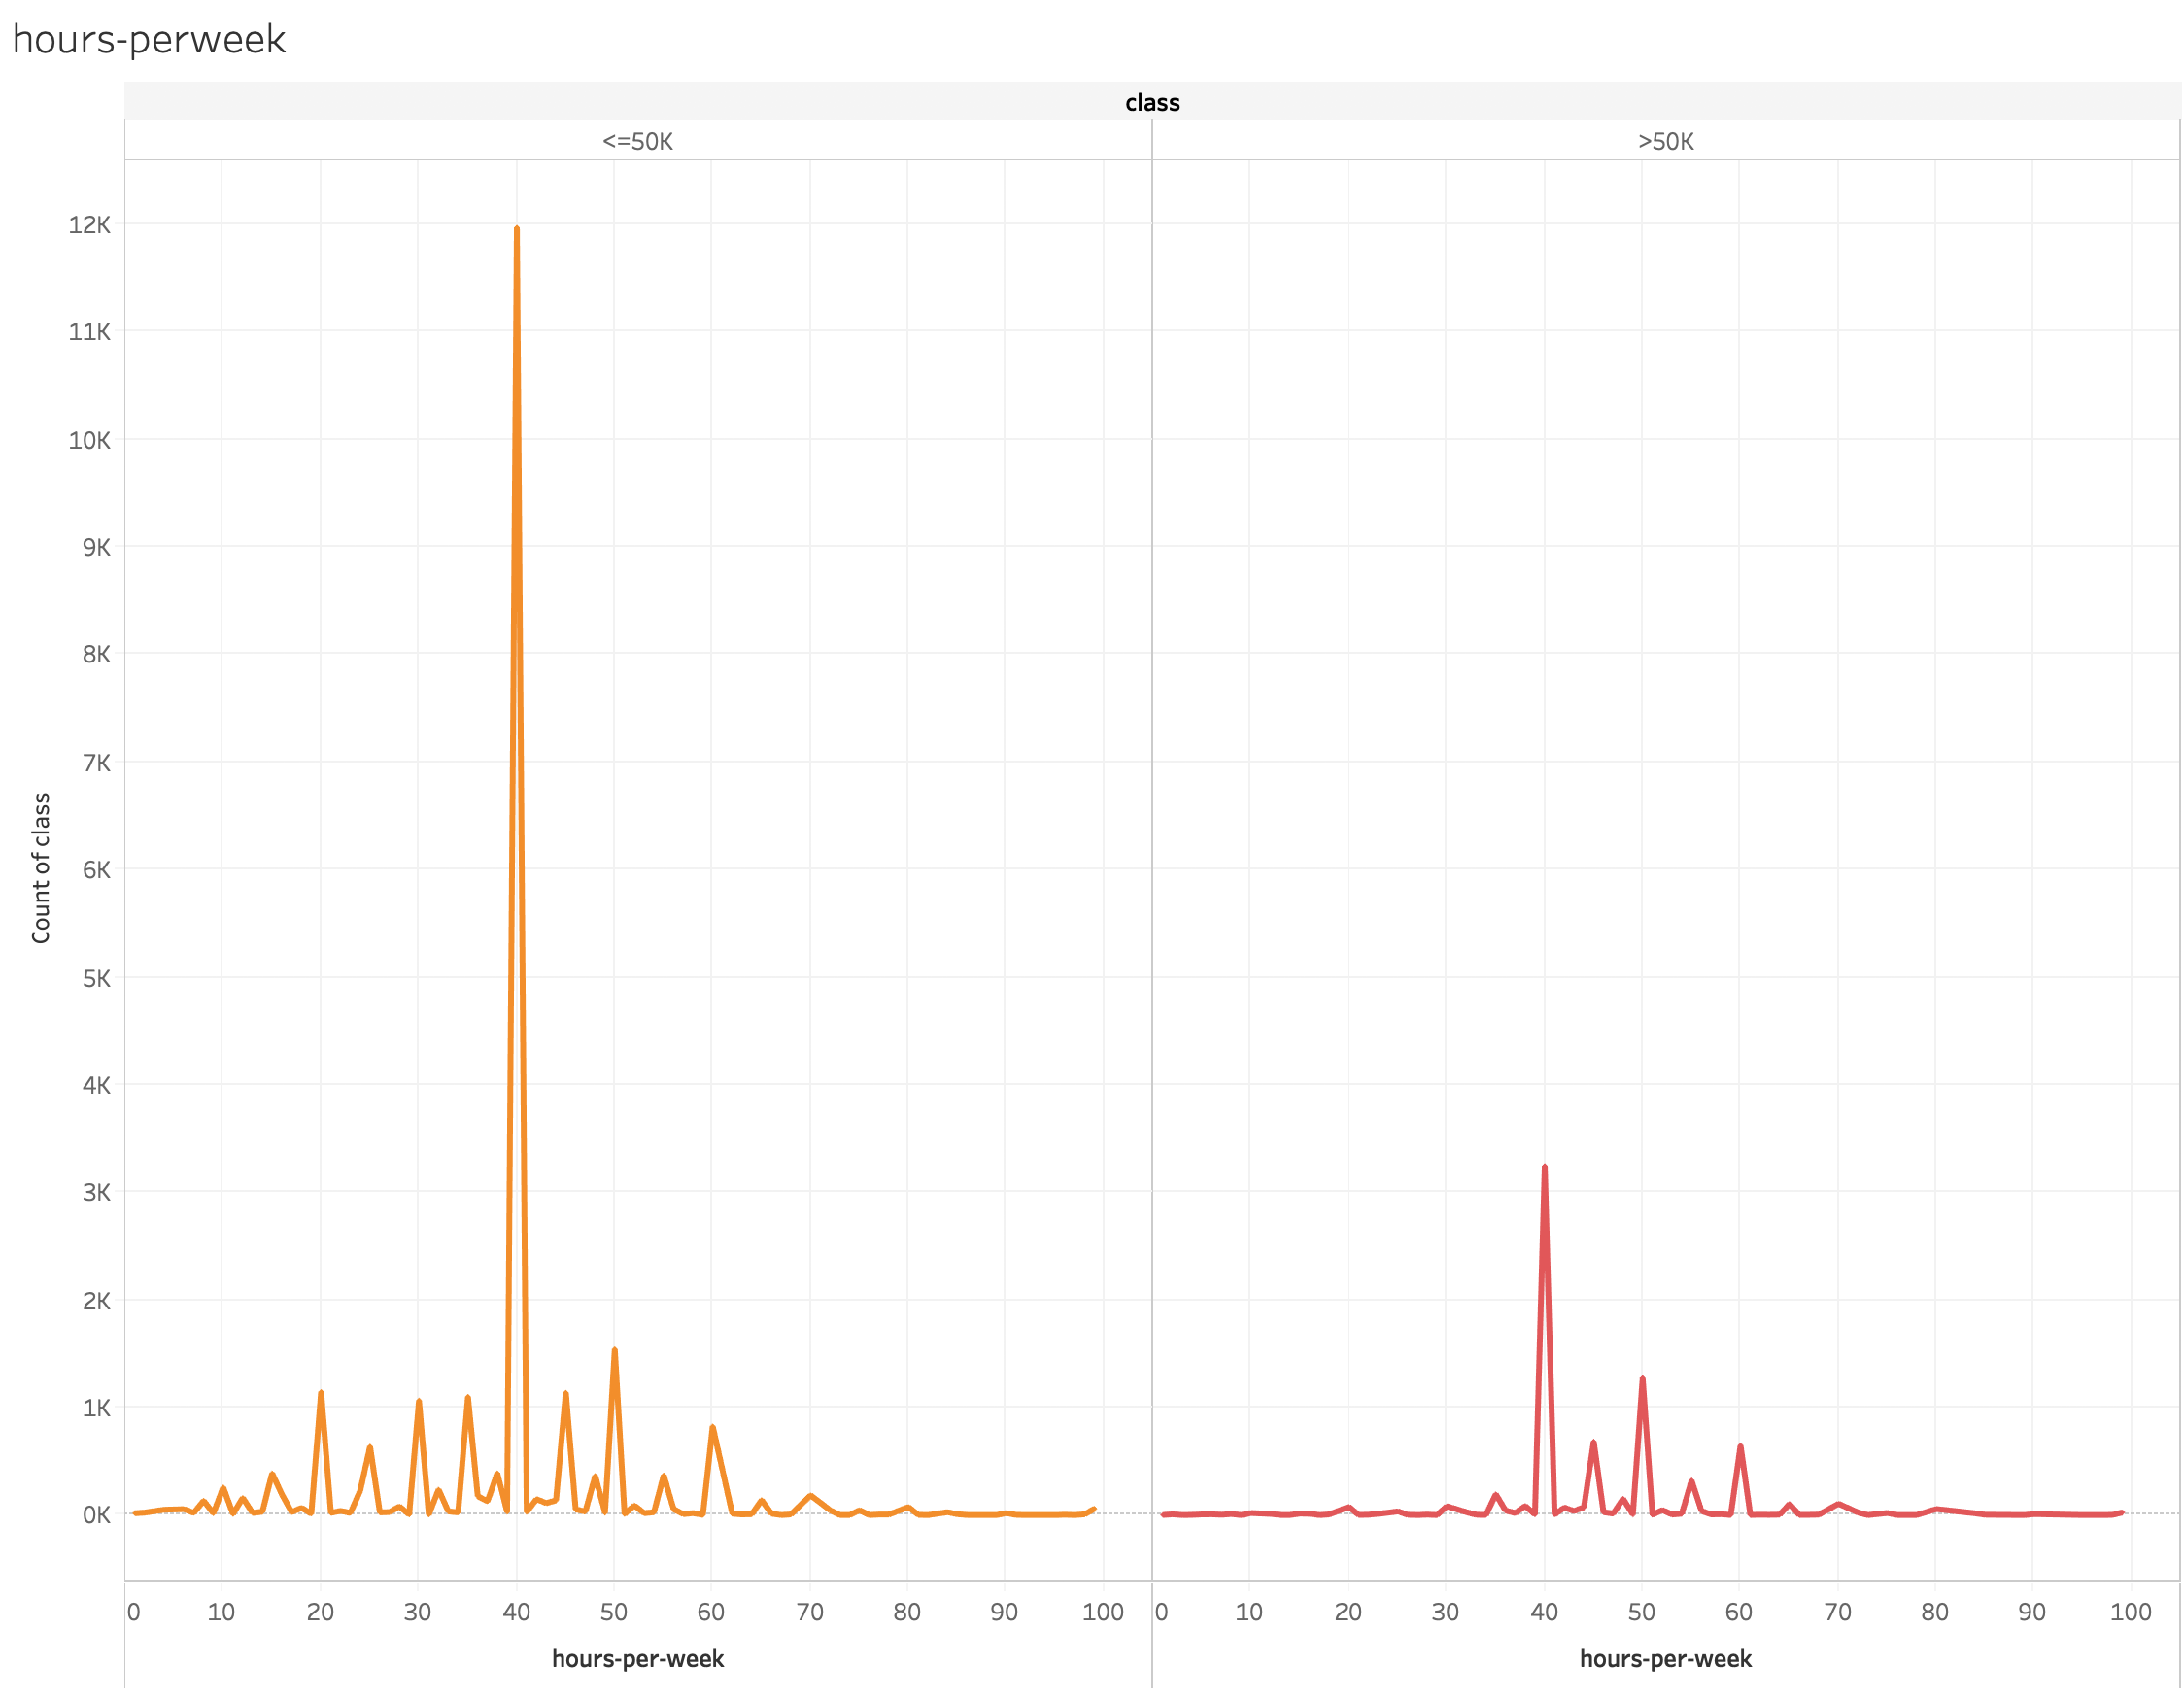 hours-perweek
class
<=50K >50K
12K
11K
10K
9K
8K
7K
6K
5K
4K
3K
2K
1K
0K
Count of class
0 10 20 30 40 50 60 70 80 90 100 0 10 20 30 40 50 60 70 80 90 100
hours-per-week hours-per-week